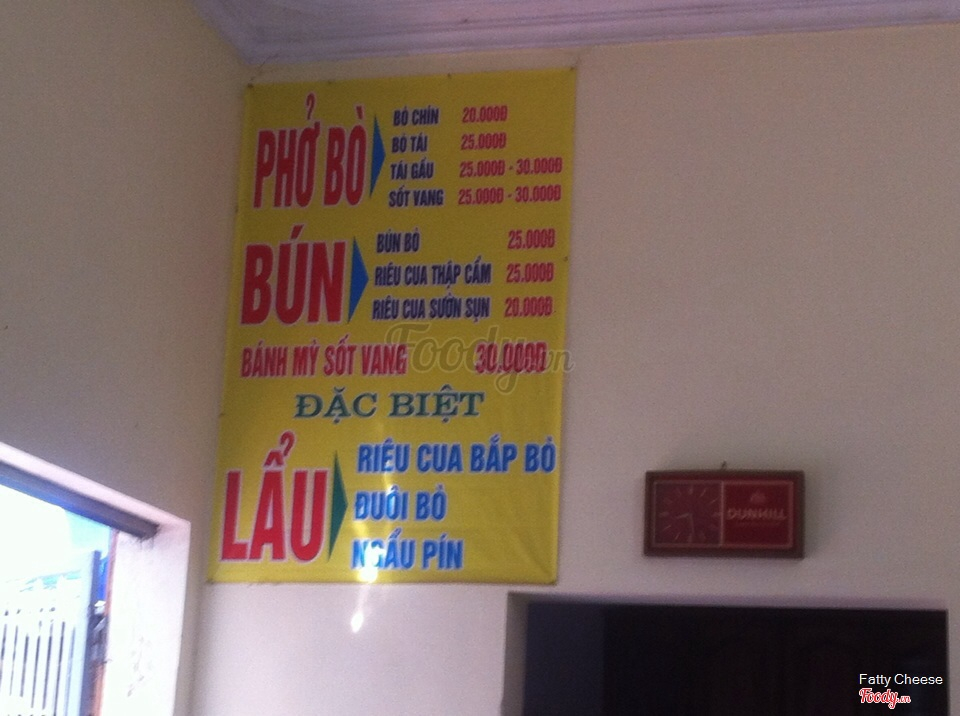 PHỞ BÒ
BÒ CHÍN 20.000Đ
BÒ TÁI 25.000Đ
TÁI GẦU 25.000Đ - 30.000Đ
SỐT VANG 25.000Đ - 30.000Đ
BÚN
BÚN BÒ 25.000Đ
RIÊU CUA THẬP CẨM 25.000Đ
RIÊU CUA SƯỜN SỤN 20.000Đ
BÁNH MỲ SỐT VANG 30.000Đ
ĐẶC BIỆT
LẨU
RIÊU CUA BẮP BÒ
ĐUÔI BÒ
NGẨU PÍN
DUNHILL
Foody.vn
Fatty Cheese
Foody.vn